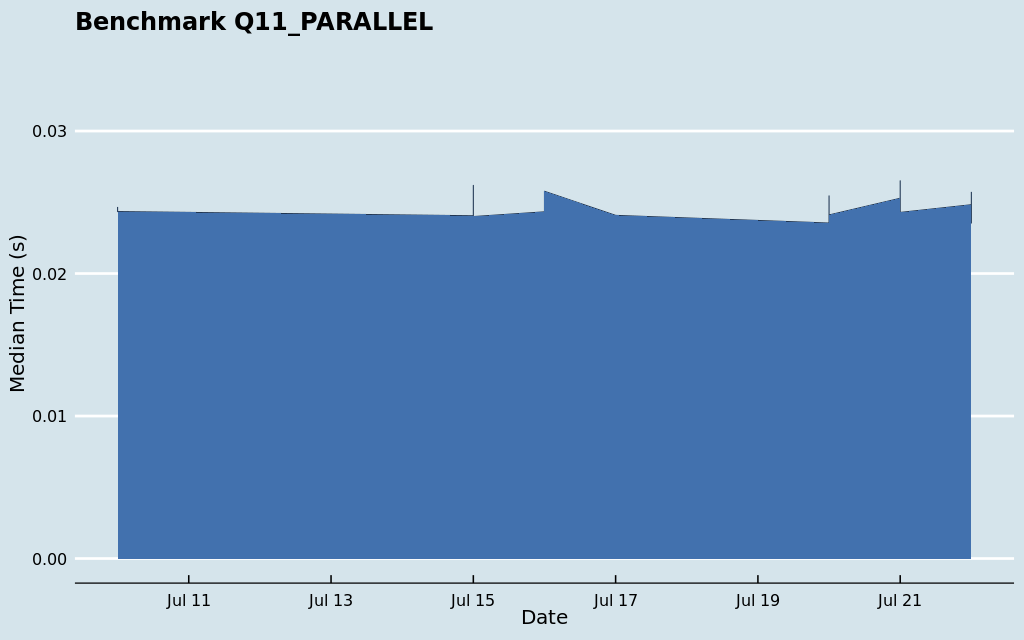 Benchmark Q11_PARALLEL
Median Time (s)
0.03
0.02
0.01
0.00
Jul 11 Jul 13 Jul 15 Jul 17 Jul 19 Jul 21
Date